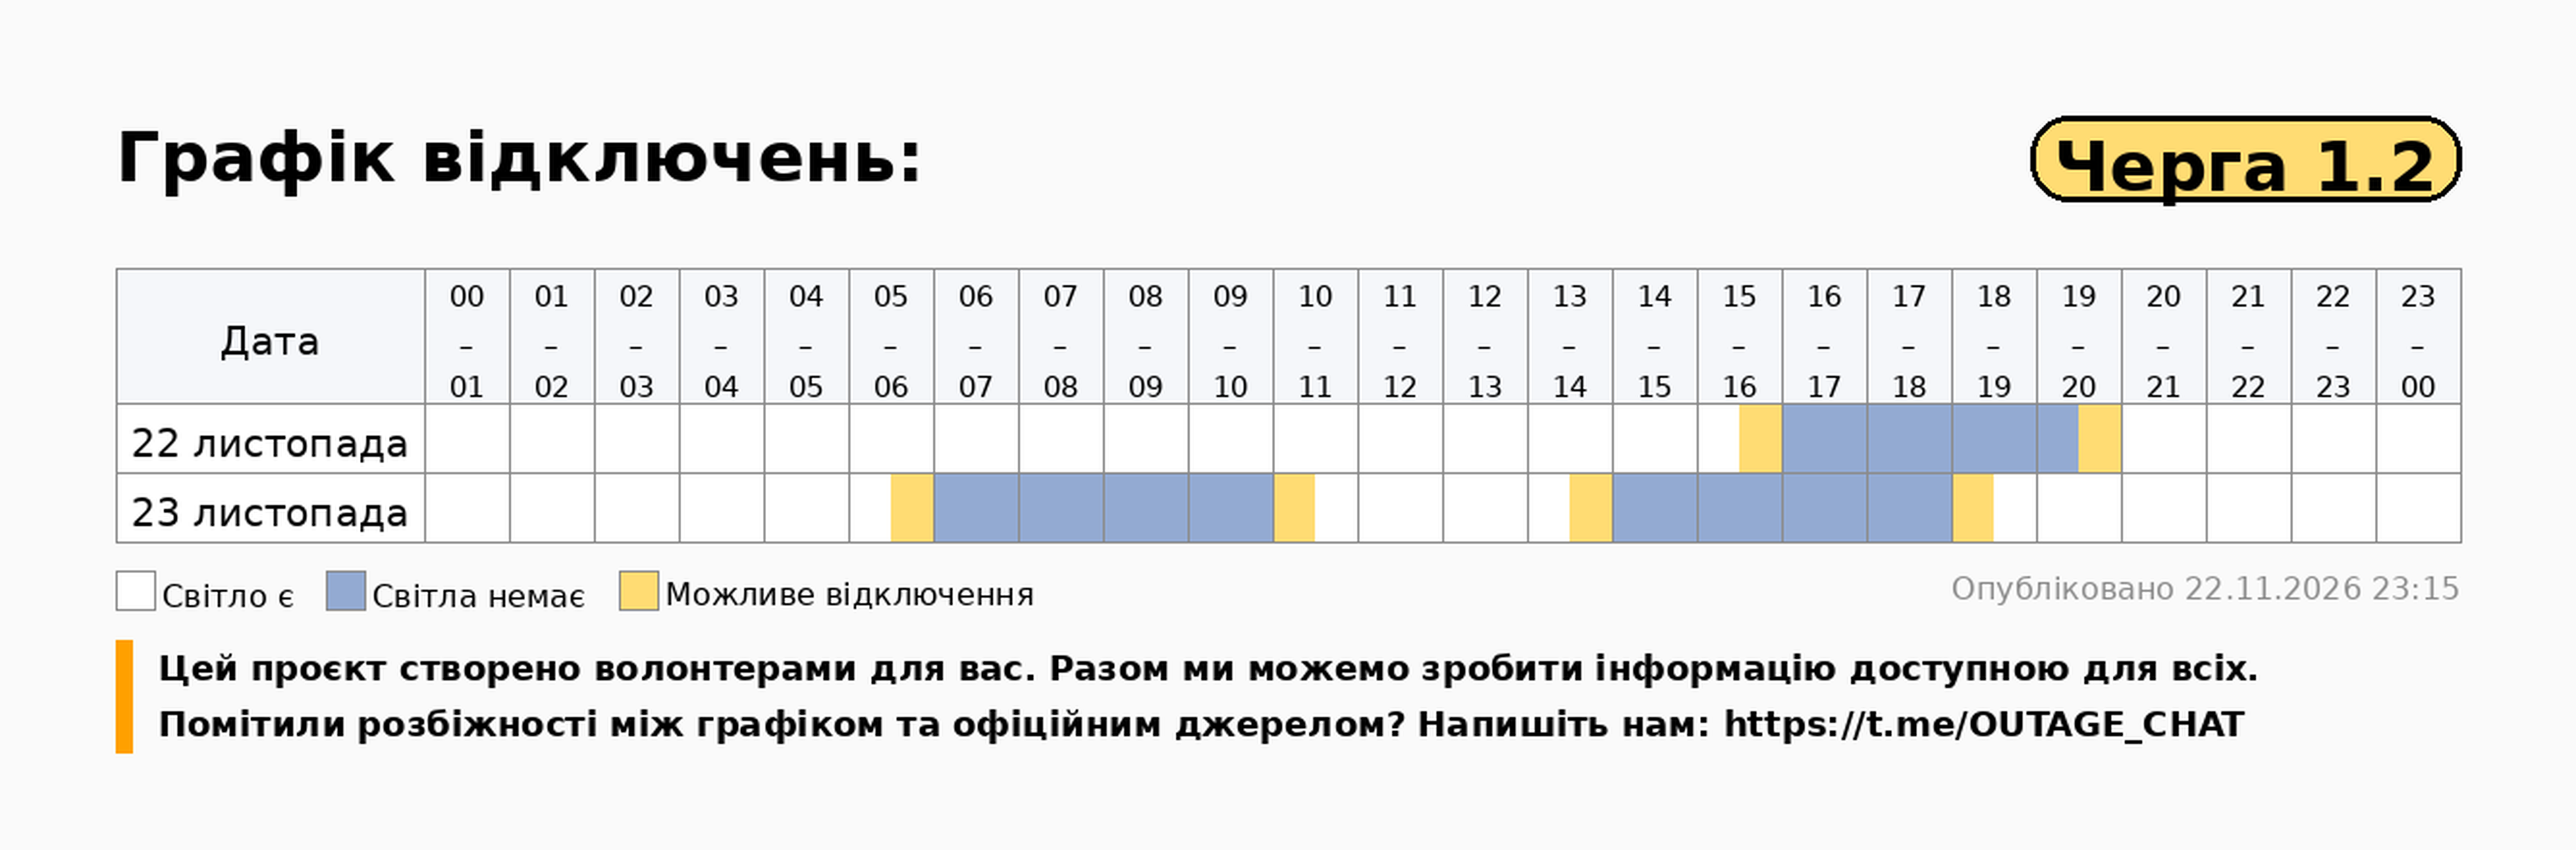 Графік відключень:
Черга 1.2
Дата 00 – 01 01 – 02 02 – 03 03 – 04 04 – 05 05 – 06 06 – 07 07 – 08 08 – 09 09 – 10 10 – 11 11 – 12 12 – 13 13 – 14 14 – 15 15 – 16 16 – 17 17 – 18 18 – 19 19 – 20 20 – 21 21 – 22 22 – 23 23 – 00
22 листопада
23 листопада
Світло є Світла немає Можливе відключення
Опубліковано 22.11.2026 23:15
Цей проєкт створено волонтерами для вас. Разом ми можемо зробити інформацію доступною для всіх.
Помітили розбіжності між графіком та офіційним джерелом? Напишіть нам: https://t.me/OUTAGE_CHAT